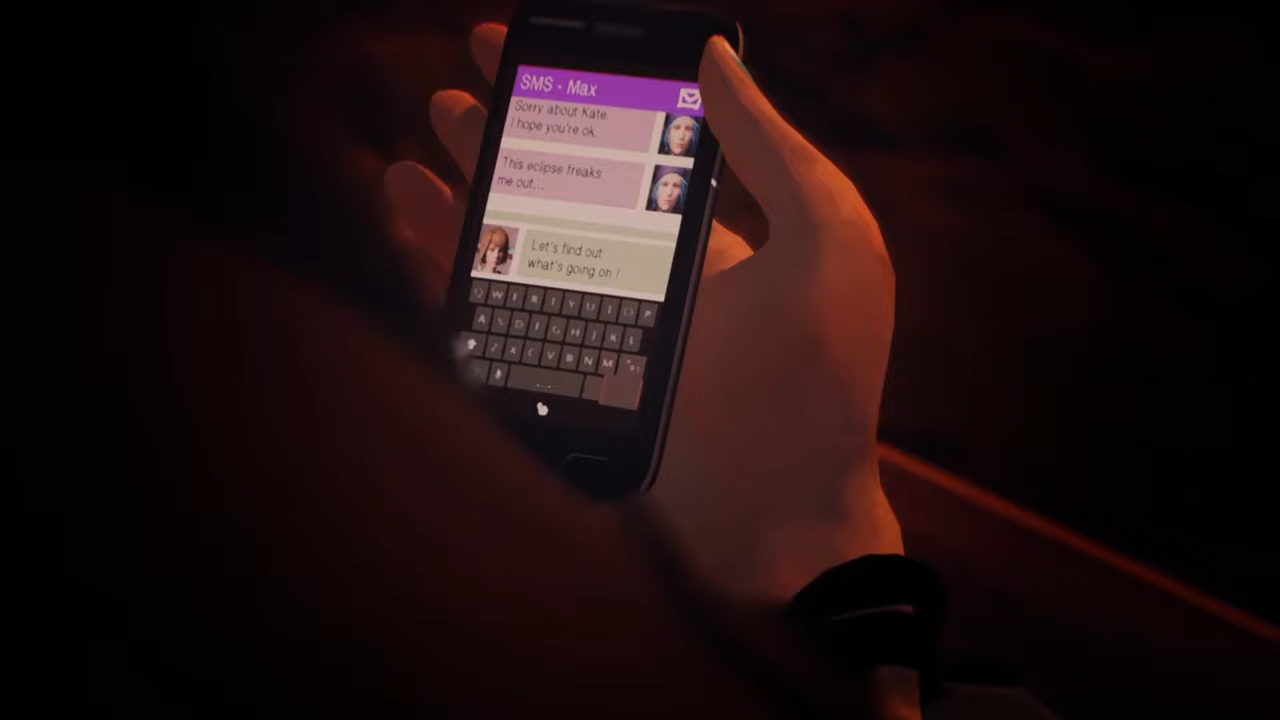 SMS - Max
Sorry about Kate.
I hope you're ok.
This eclipse freaks
me out...
Let's find out
what's going on !
Q W E R T Y U I O P
A S D F G H J K L
Z X C V B N M